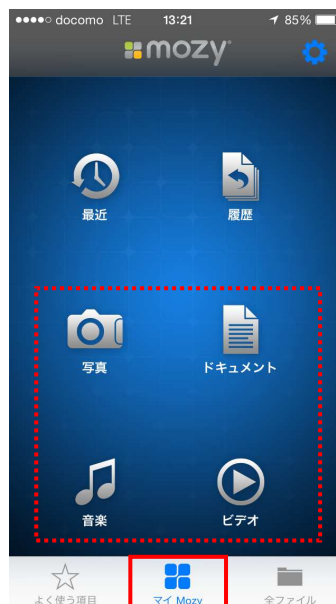 docomo LTE 13:21 85%
mozy
最近 履歴
写真 ドキュメント
音楽 ビデオ
よく使う項目 マイ Mozy 全ファイル